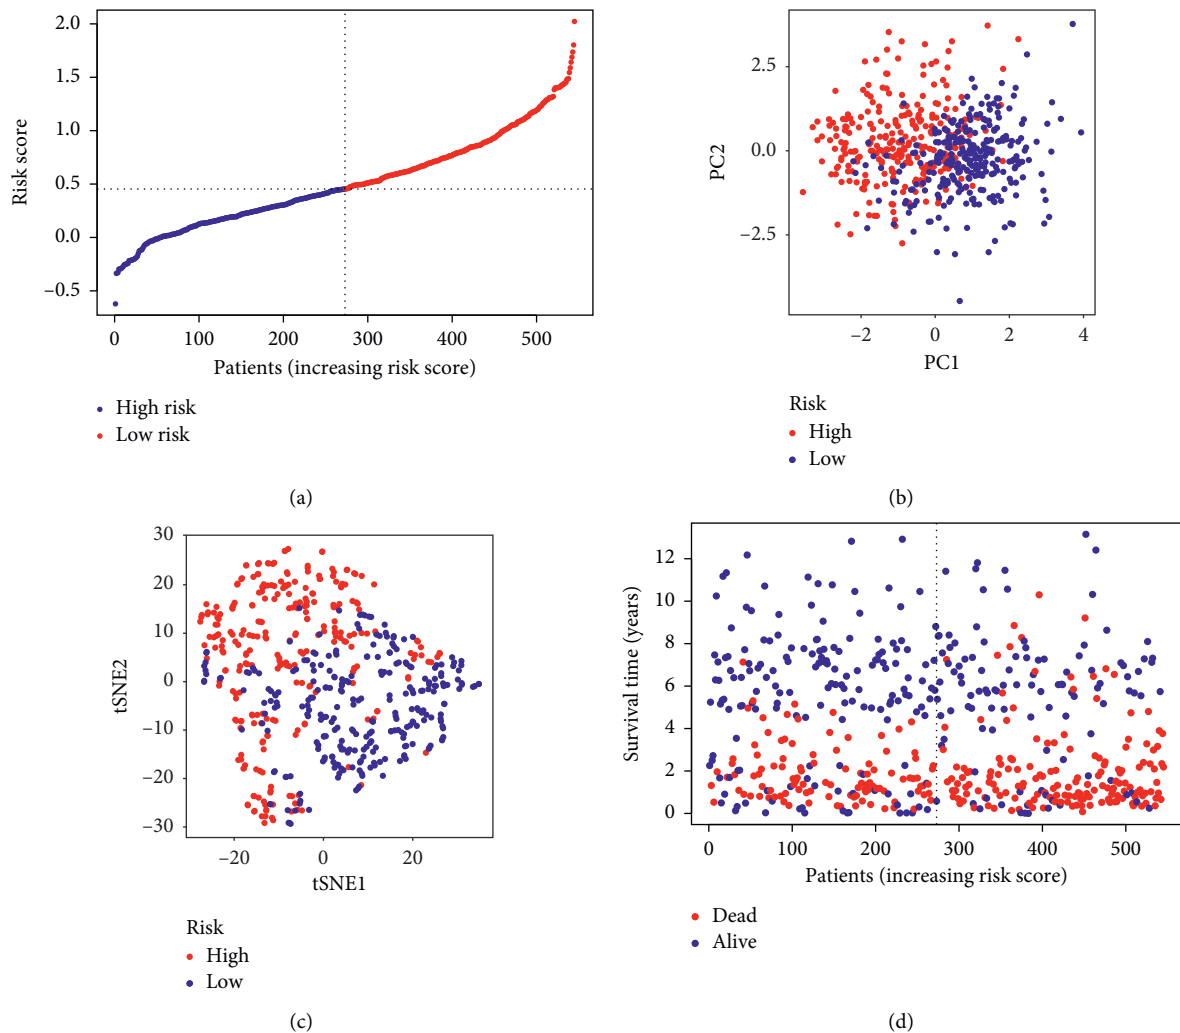 2.0
1.5
1.0
0.5
0.0
−0.5
Risk score
0 100 200 300 400 500
Patients (increasing risk score)
High risk
Low risk
(a)
2.5
0.0
−2.5
PC2
−2 0 2 4
PC1
Risk
High
Low
(b)
30
20
10
0
−10
−20
−30
tSNE2
−20 0 20
tSNE1
Risk
High
Low
(c)
12
10
8
6
4
2
0
Survival time (years)
0 100 200 300 400 500
Patients (increasing risk score)
Dead
Alive
(d)